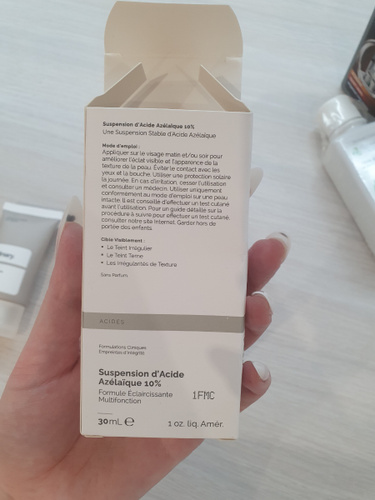 Suspension d'Acide Azélaïque 10%
Une Suspension Stable d'Acide Azélaïque
Mode d'emploi :
Appliquer sur le visage matin et/ou soir pour
améliorer l'éclat visible et l'apparence de la
texture de la peau. Éviter le contact avec les
yeux et la bouche. Utiliser une protection solaire
la journée. En cas d'irritation, cesser l'utilisation
et consulter un médecin. Utiliser uniquement
conformément au mode d'emploi sur une peau
intacte. Il est conseillé d'effectuer un test cutané
avant l'utilisation. Pour un guide détaillé sur la
procédure à suivre pour effectuer un test cutané,
consulter notre site Internet. Garder hors de
portée des enfants.
Cible Visiblement :
• Le Teint Irrégulier
• Le Teint Terne
• Les Irrégularités de Texture
Sans Parfum
ACIDES
Formulations Cliniques
Empreintes d'Intégrité.
Suspension d'Acide
Azélaïque 10%
Formule Éclaircissante
Multifonction
1FMC
30mL e
1 oz. liq. Amér.